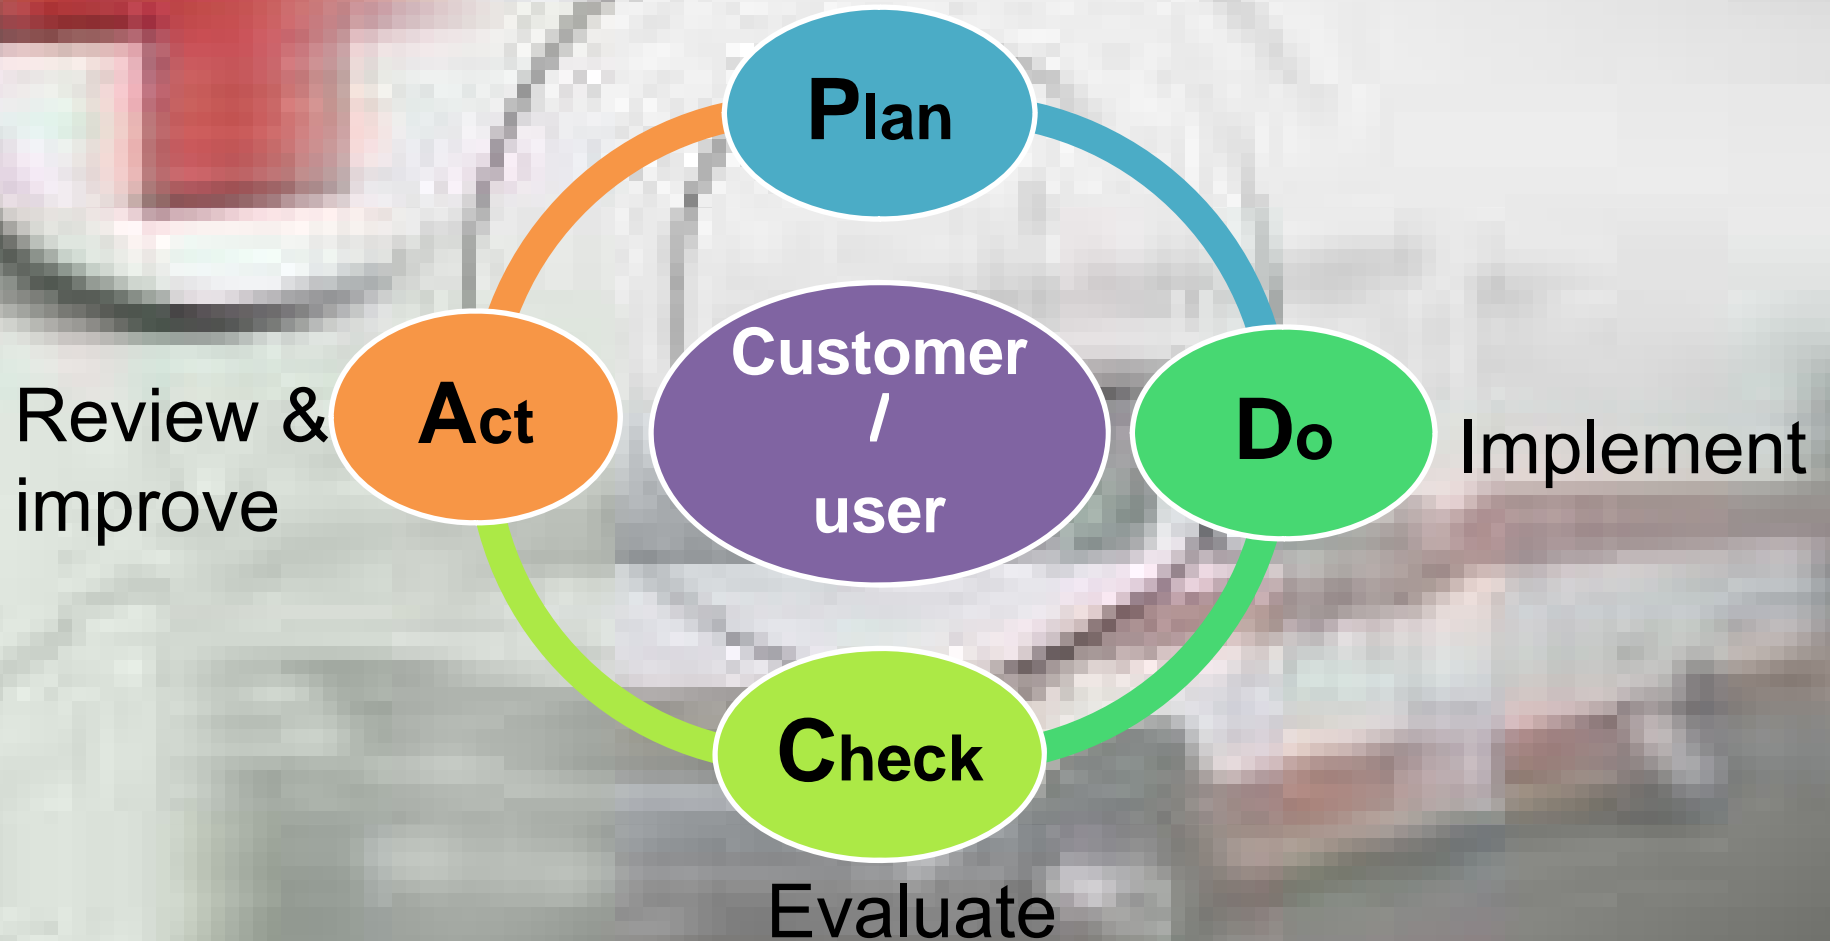 Plan
Customer
/
user
Act
Do
Review &
improve
Implement
Check
Evaluate